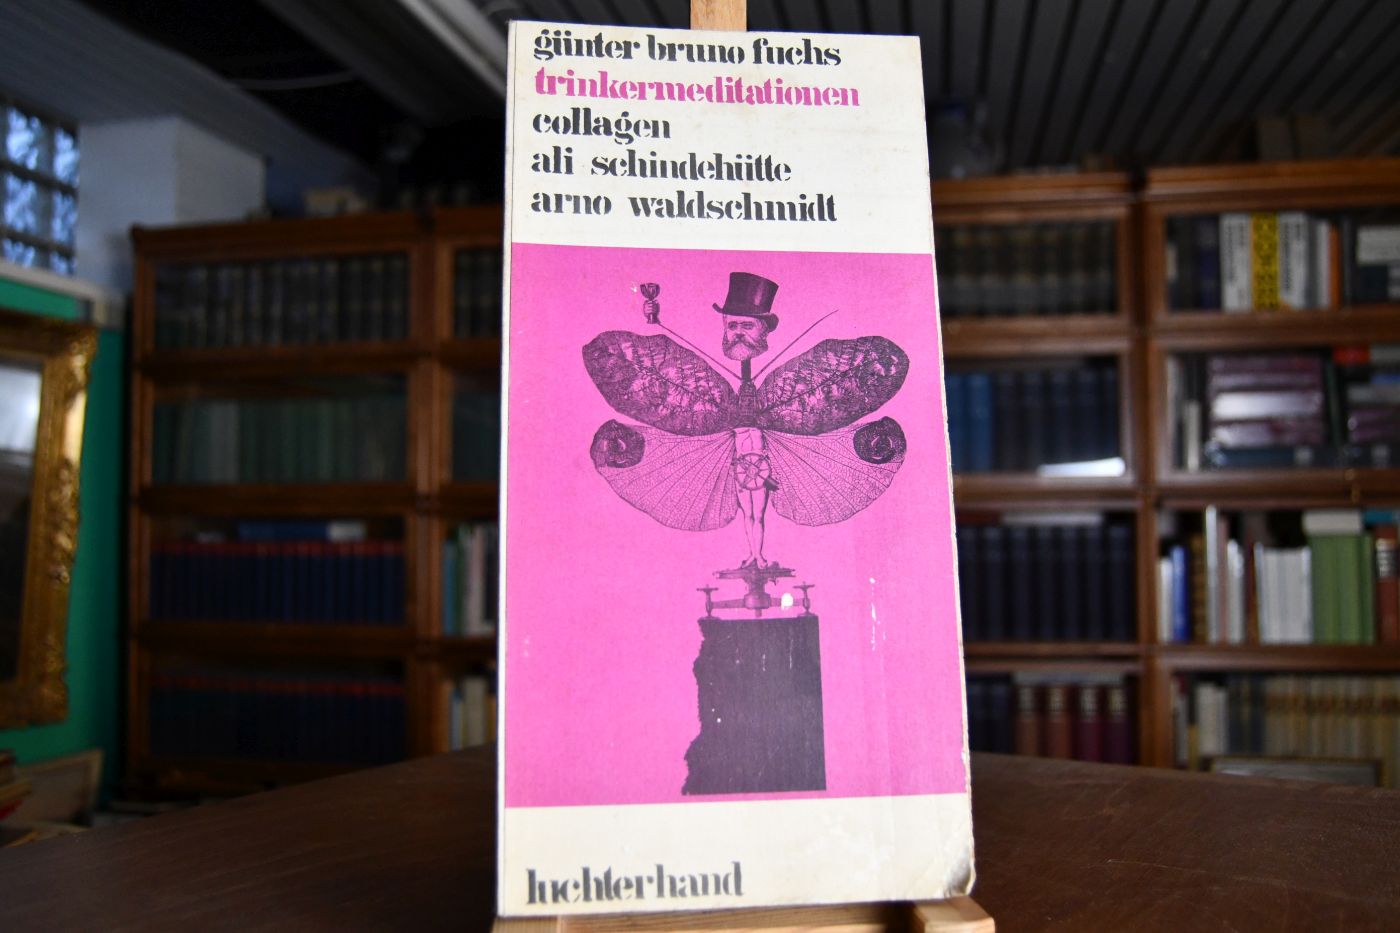 günter bruno fuchs
trinkermeditationen
collagen
ali schindehütte
arno waldschmidt
luchterhand